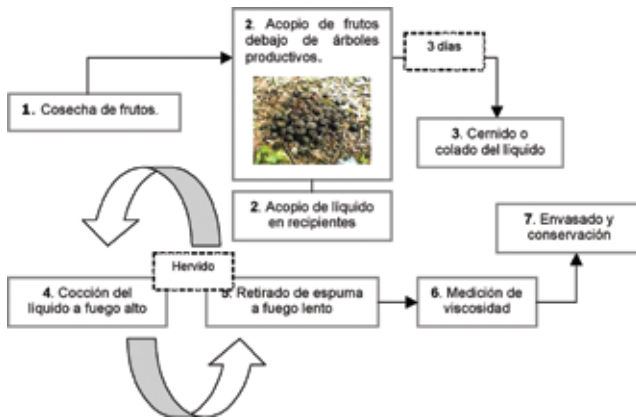 1. Cosecha de frutos.
2. Acopio de frutos
debajo de árboles
productivos.
3 días
3. Cernido o
colado del líquido
2. Acopio de líquido
en recipientes
Hervido
4. Cocción del
líquido a fuego alto
5. Retirado de espuma
a fuego lento
6. Medición de
viscosidad
7. Envasado y
conservación